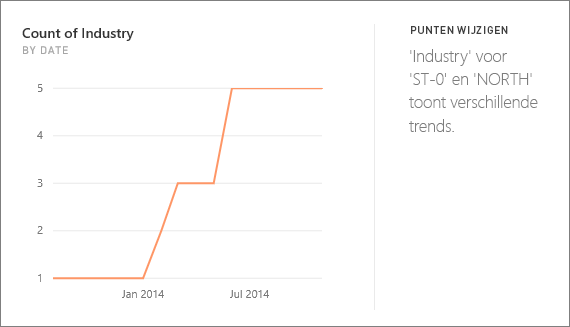 Count of Industry
BY DATE
5
4
3
2
1
Jan 2014
Jul 2014
PUNTEN WIJZIGEN
'Industry' voor
'ST-0' en 'NORTH'
toont verschillende
trends.